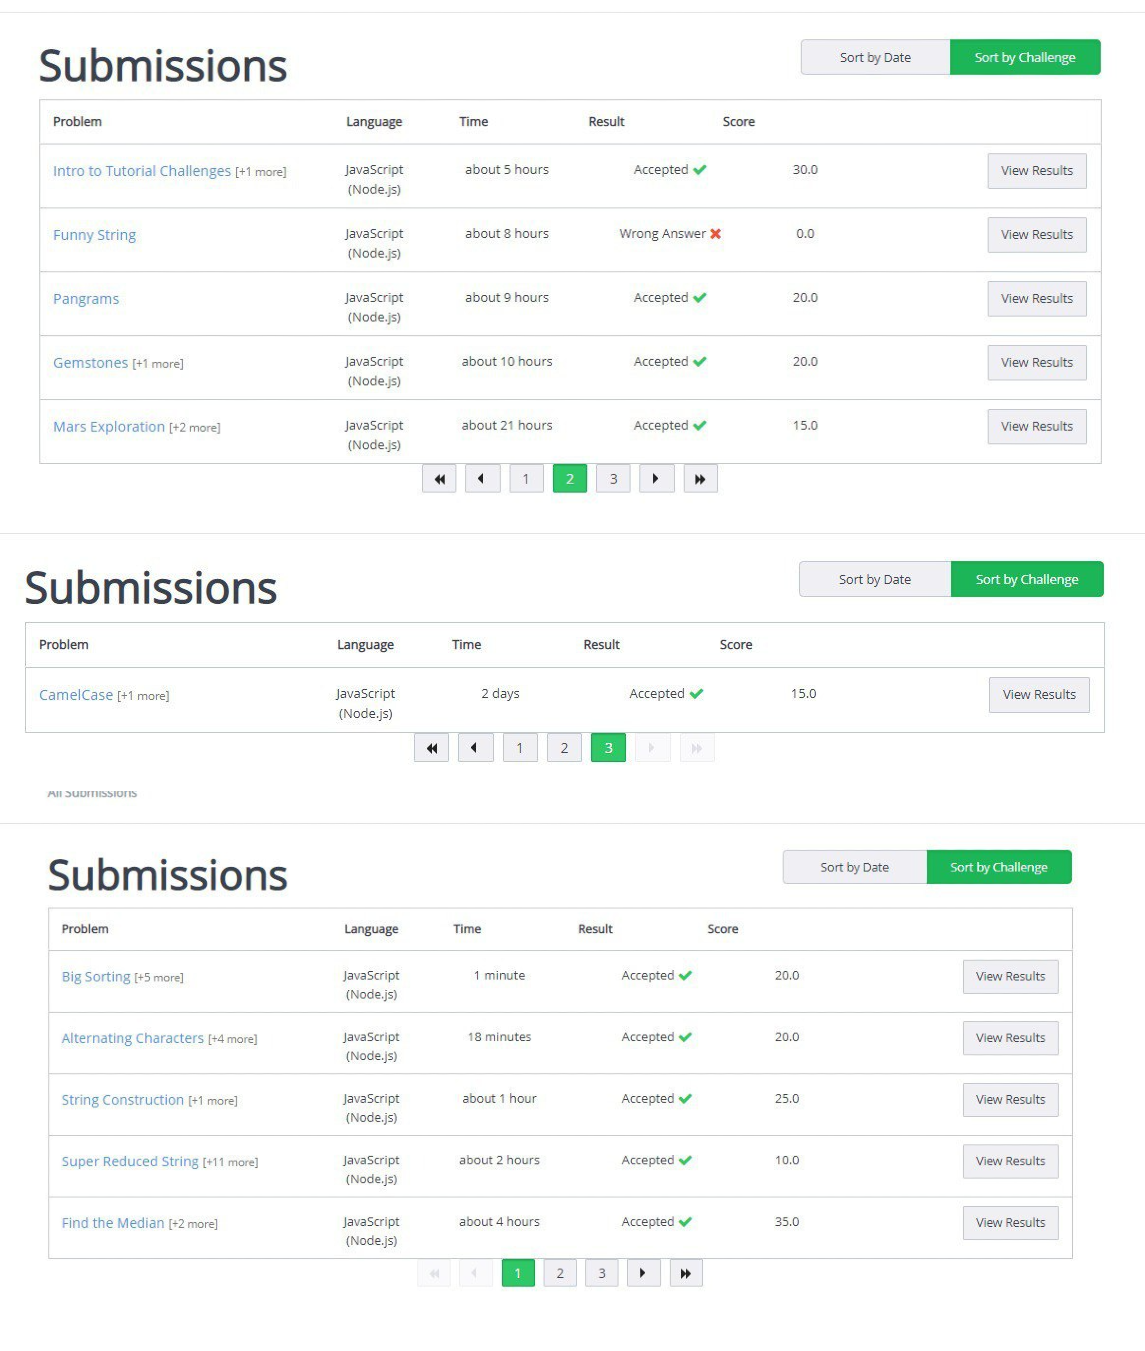 Submissions
Sort by Date Sort by Challenge
Problem Language Time Result Score
Intro to Tutorial Challenges [+1 more] JavaScript about 5 hours Accepted 30.0 View Results
(Node.js)
Funny String JavaScript about 8 hours Wrong Answer 0.0 View Results
(Node.js)
Pangrams JavaScript about 9 hours Accepted 20.0 View Results
(Node.js)
Gemstones [+1 more] JavaScript about 10 hours Accepted 20.0 View Results
(Node.js)
Mars Exploration [+2 more] JavaScript about 21 hours Accepted 15.0 View Results
(Node.js)
1 2 3
Submissions
Sort by Date Sort by Challenge
Problem Language Time Result Score
CamelCase [+1 more] JavaScript 2 days Accepted 15.0 View Results
(Node.js)
1 2 3
All Submissions
Submissions
Sort by Date Sort by Challenge
Problem Language Time Result Score
Big Sorting [+5 more] JavaScript 1 minute Accepted 20.0 View Results
(Node.js)
Alternating Characters [+4 more] JavaScript 18 minutes Accepted 20.0 View Results
(Node.js)
String Construction [+1 more] JavaScript about 1 hour Accepted 25.0 View Results
(Node.js)
Super Reduced String [+11 more] JavaScript about 2 hours Accepted 10.0 View Results
(Node.js)
Find the Median [+2 more] JavaScript about 4 hours Accepted 35.0 View Results
(Node.js)
1 2 3